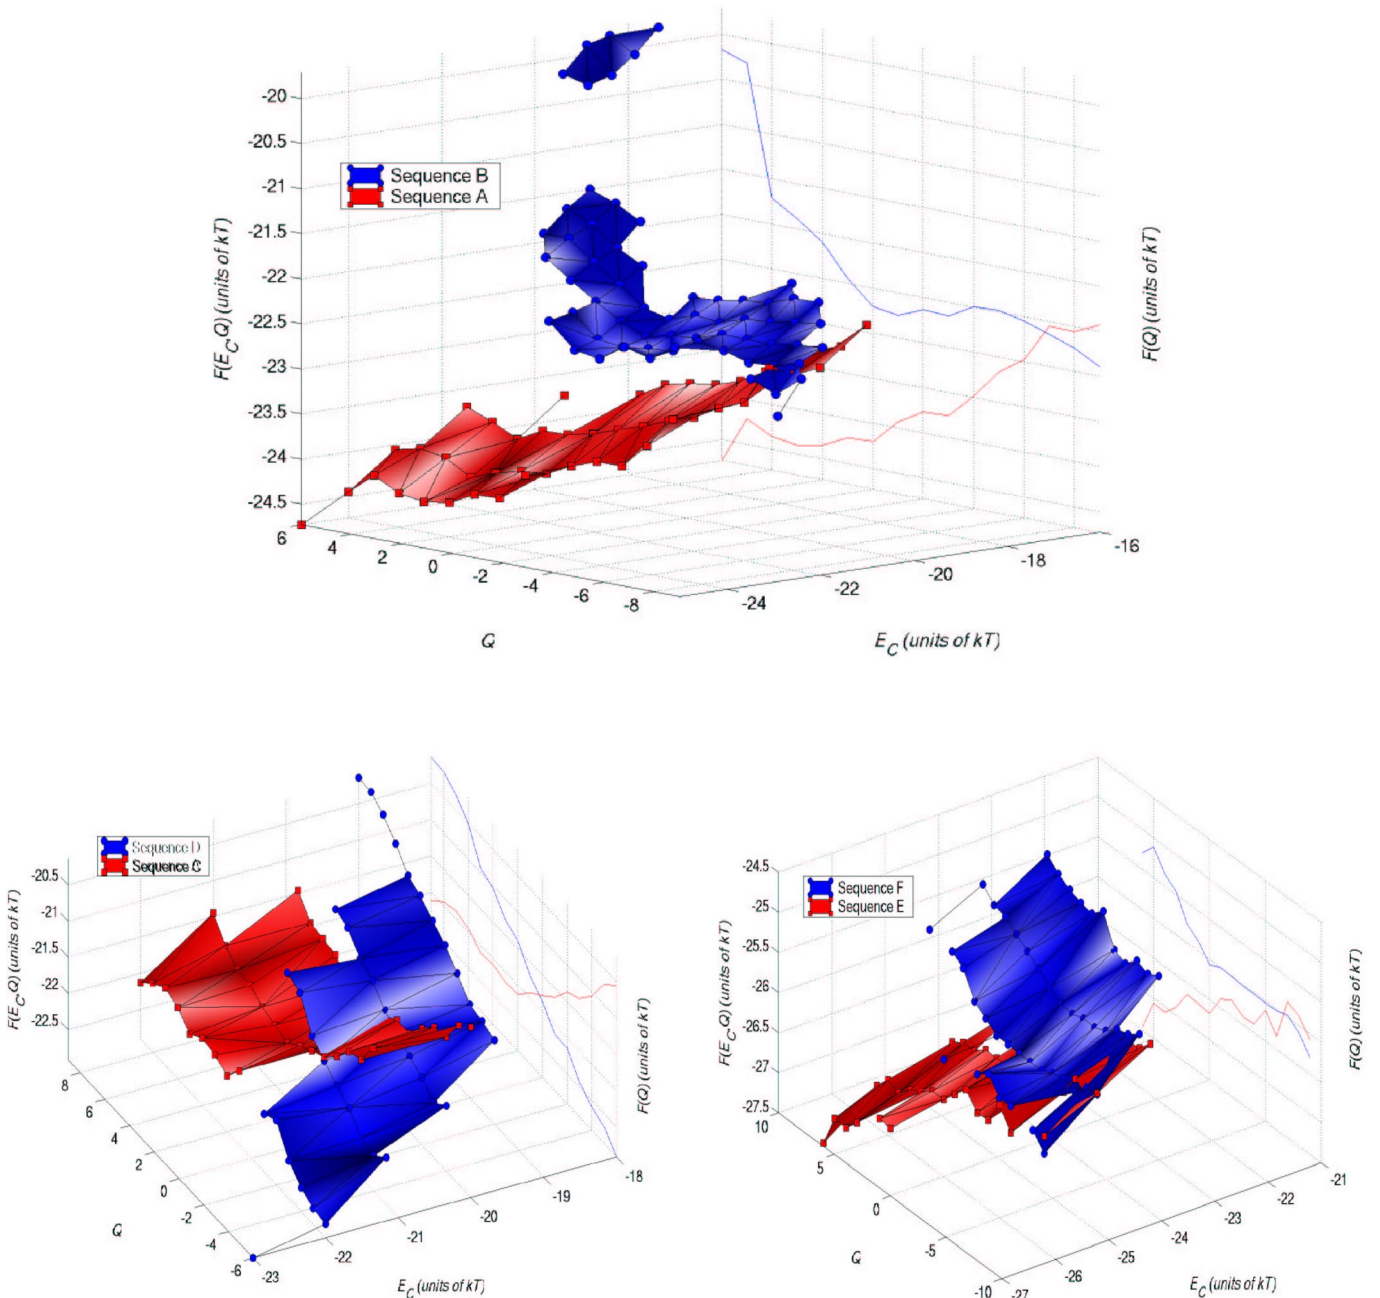 -20
-20.5
-21
-21.5
-22
-22.5
-23
-23.5
-24
-24.5
F(E_C,Q) (units of kT)
Sequence B
Sequence A
F(Q) (units of kT)
6 4 2 0 -2 -4 -6 -8
-24 -22 -20 -18 -16
Q
E_C (units of kT)
-20.5
-21
-21.5
-22
-22.5
F(E_C,Q) (units of kT)
Sequence D
Sequence C
F(Q) (units of kT)
8 6 4 2 0 -2 -4 -6
-23 -22 -21 -20 -19 -18
Q
E_C (units of kT)
-24.5
-25
-25.5
-26
-26.5
-27
-27.5
F(E_C,Q) (units of kT)
Sequence F
Sequence E
F(Q) (units of kT)
10 5 0 -5 -10
-27 -26 -25 -24 -23 -22 -21
Q
E_C (units of kT)